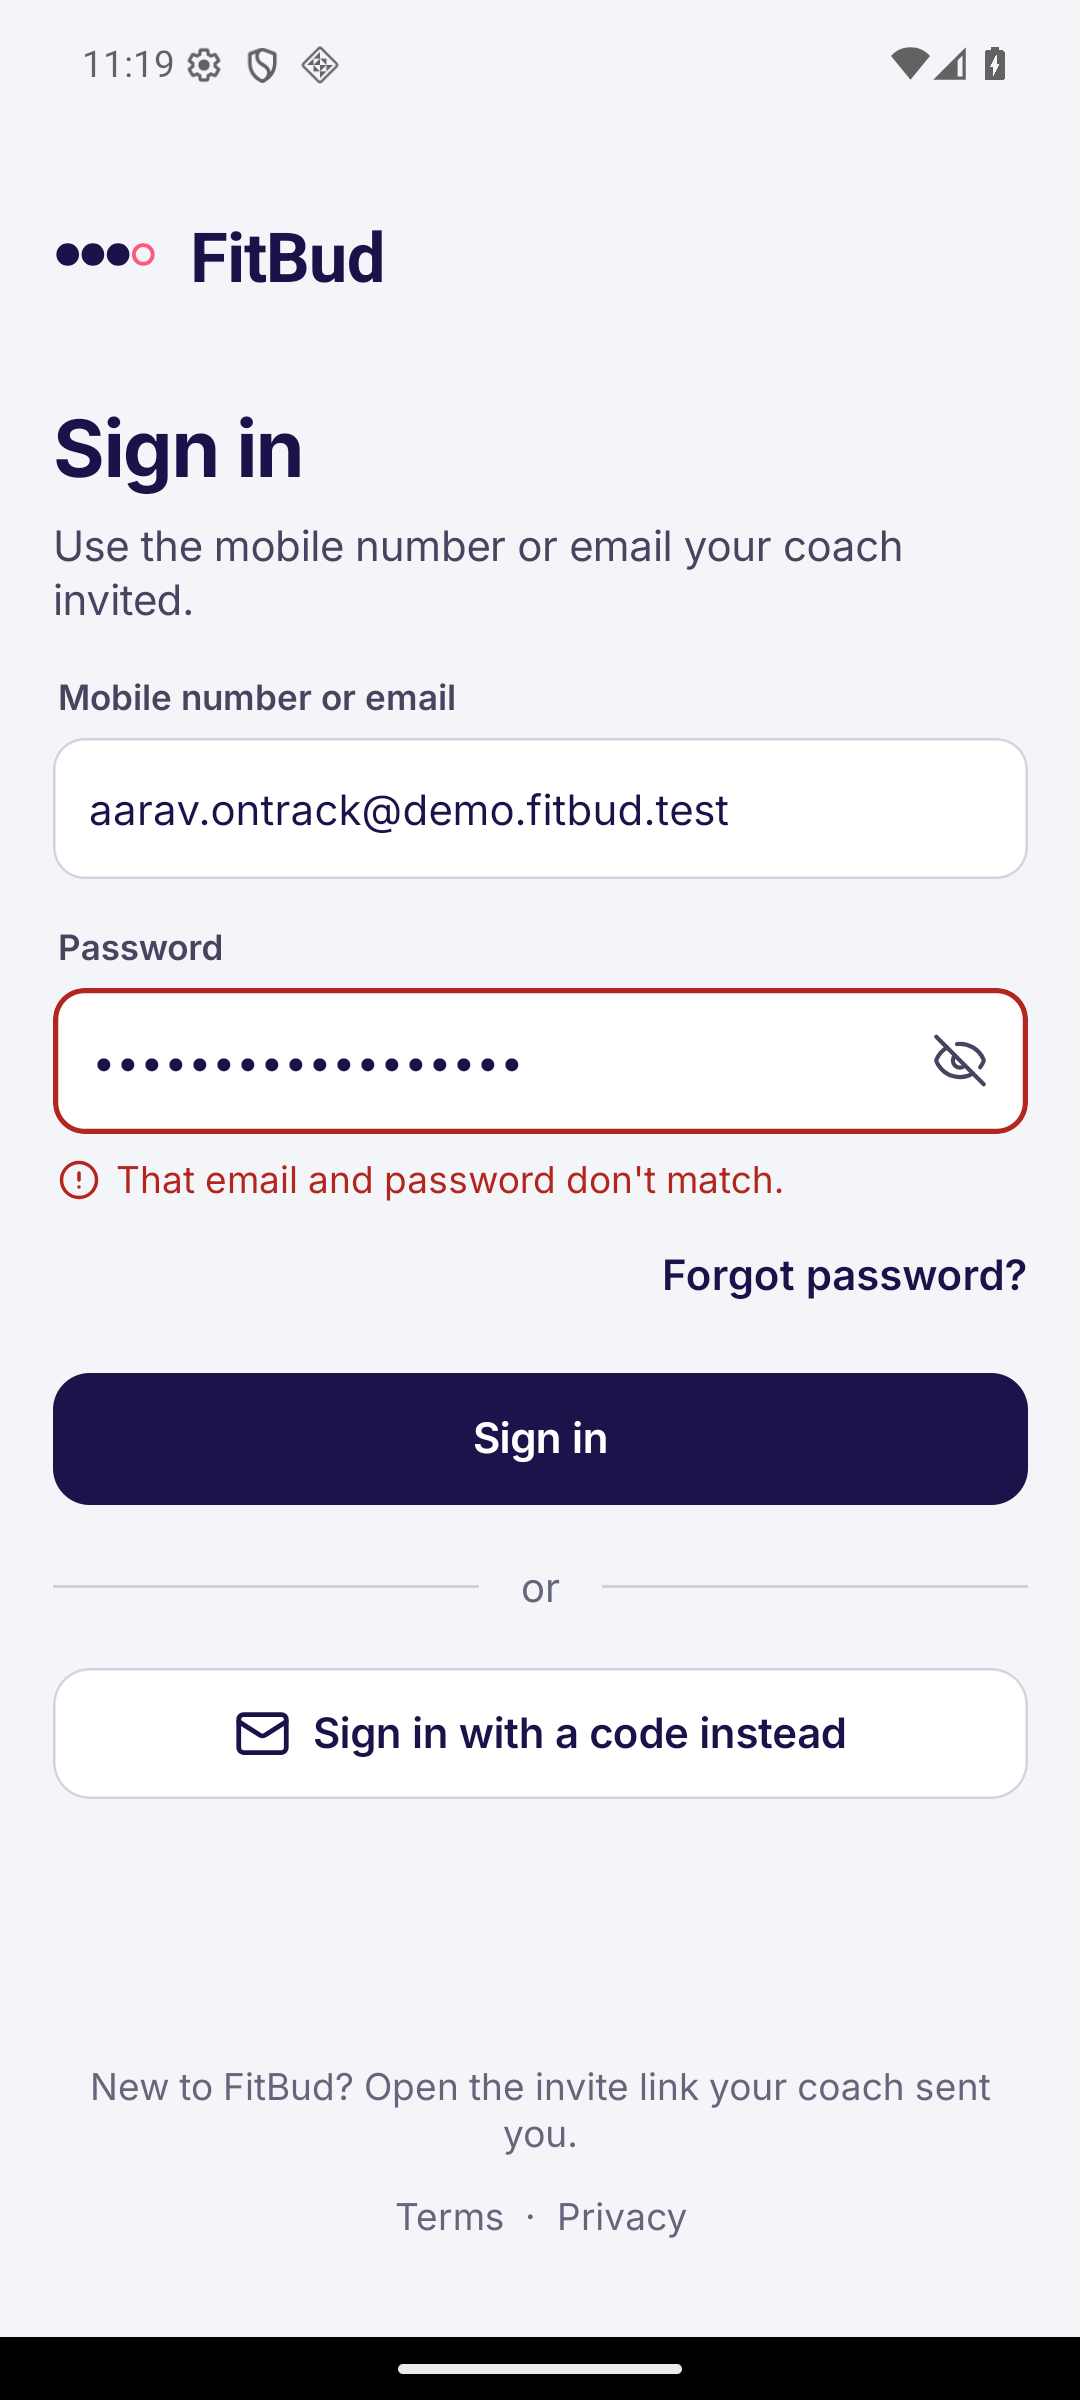 11:19
FitBud
Sign in
Use the mobile number or email your coach
invited.
Mobile number or email
aarav.ontrack@demo.fitbud.test
Password
••••••••••••••••••
That email and password don't match.
Forgot password?
Sign in
or
Sign in with a code instead
New to FitBud? Open the invite link your coach sent
you.
Terms · Privacy